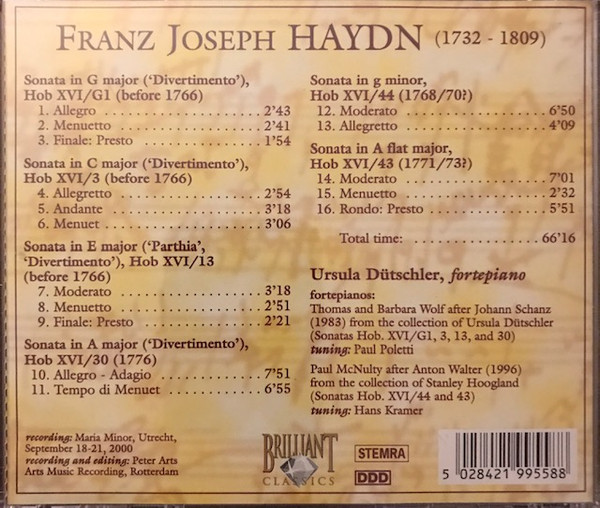 FRANZ JOSEPH HAYDN (1732 - 1809)
Sonata in G major (‘Divertimento’),
Hob XVI/G1 (before 1766)
1. Allegro ........................ 2’43
2. Menuetto ..................... 2’41
3. Finale: Presto ................ 1’54
Sonata in C major (‘Divertimento’),
Hob XVI/3 (before 1766)
4. Allegretto ..................... 2’54
5. Andante ....................... 3’18
6. Menuet ........................ 3’06
Sonata in E major (‘Parthia’,
‘Divertimento’), Hob XVI/13
(before 1766)
7. Moderato ..................... 3’18
8. Menuetto ..................... 2’51
9. Finale: Presto ................ 2’21
Sonata in A major (‘Divertimento’),
Hob XVI/30 (1776)
10. Allegro - Adagio ............. 7’51
11. Tempo di Menuet ........... 6’55
Sonata in g minor,
Hob XVI/44 (1768/70?)
12. Moderato .................... 6’50
13. Allegretto .................... 4’09
Sonata in A flat major,
Hob XVI/43 (1771/73?)
14. Moderato .................... 7’01
15. Menuetto .................... 2’32
16. Rondo: Presto ............... 5’51
Total time: .................. 66’16
Ursula Dütschler, fortepiano
fortepianos:
Thomas and Barbara Wolf after Johann Schanz
(1983) from the collection of Ursula Dütschler
(Sonatas Hob. XVI/G1, 3, 13, and 30)
tuning: Paul Poletti
Paul McNulty after Anton Walter (1996)
from the collection of Stanley Hoogland
(Sonatas Hob. XVI/44 and 43)
tuning: Hans Kramer
recording: Maria Minor, Utrecht,
September 18-21, 2000
recording and editing: Peter Arts
Arts Music Recording, Rotterdam
BRILLIANT
CLASSICS
STEMRA
DDD
5 028421 995588